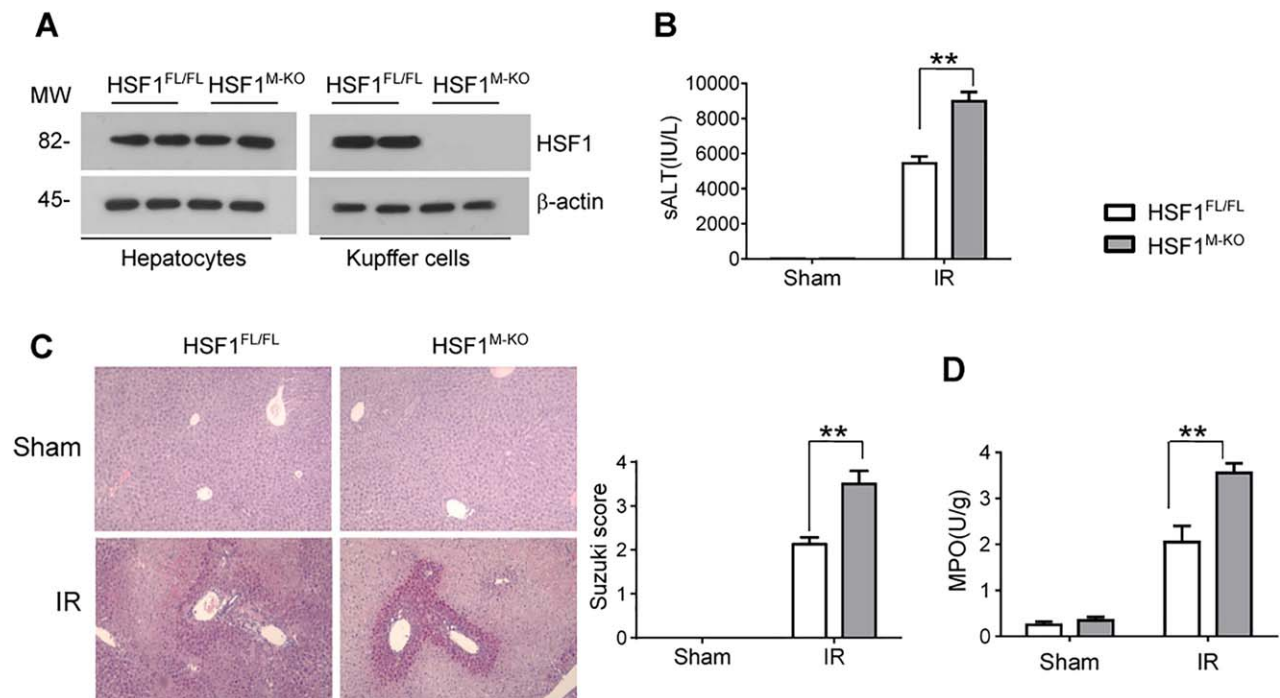 A
HSF1FL/FL HSF1M-KO HSF1FL/FL HSF1M-KO
MW
82- HSF1
45- β-actin
Hepatocytes Kupffer cells
B
**
sALT(IU/L)
10000
8000
6000
4000
2000
0
Sham IR
HSF1FL/FL
HSF1M-KO
C
HSF1FL/FL HSF1M-KO
Sham
IR
**
Suzuki score
4
3
2
1
0
Sham IR
D
**
MPO(U/g)
4
3
2
1
0
Sham IR